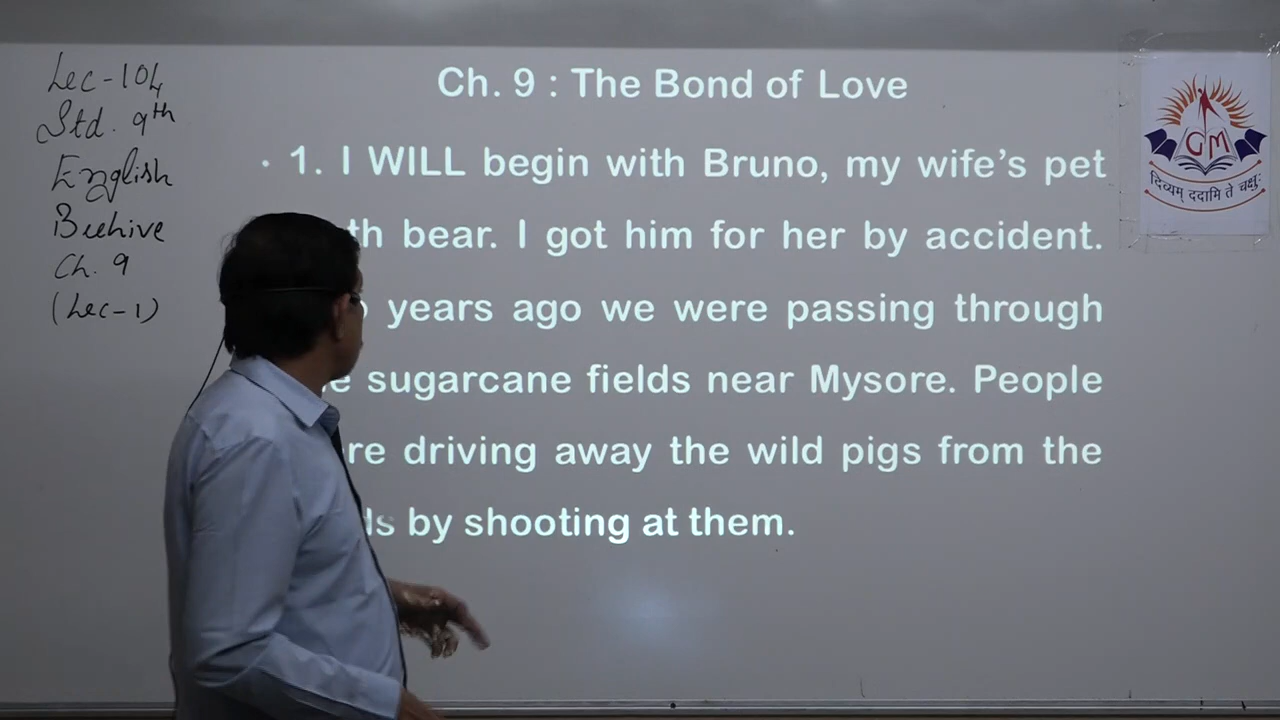 Lec-104
Std. 9th
English
Beehive
Ch. 9
(Lec-1)
Ch. 9 : The Bond of Love
• 1. I WILL begin with Bruno, my wife's pet
th bear. I got him for her by accident.
years ago we were passing through
e sugarcane fields near Mysore. People
re driving away the wild pigs from the
ds by shooting at them.
GM
दिव्यम् ददामि ते चक्षुः